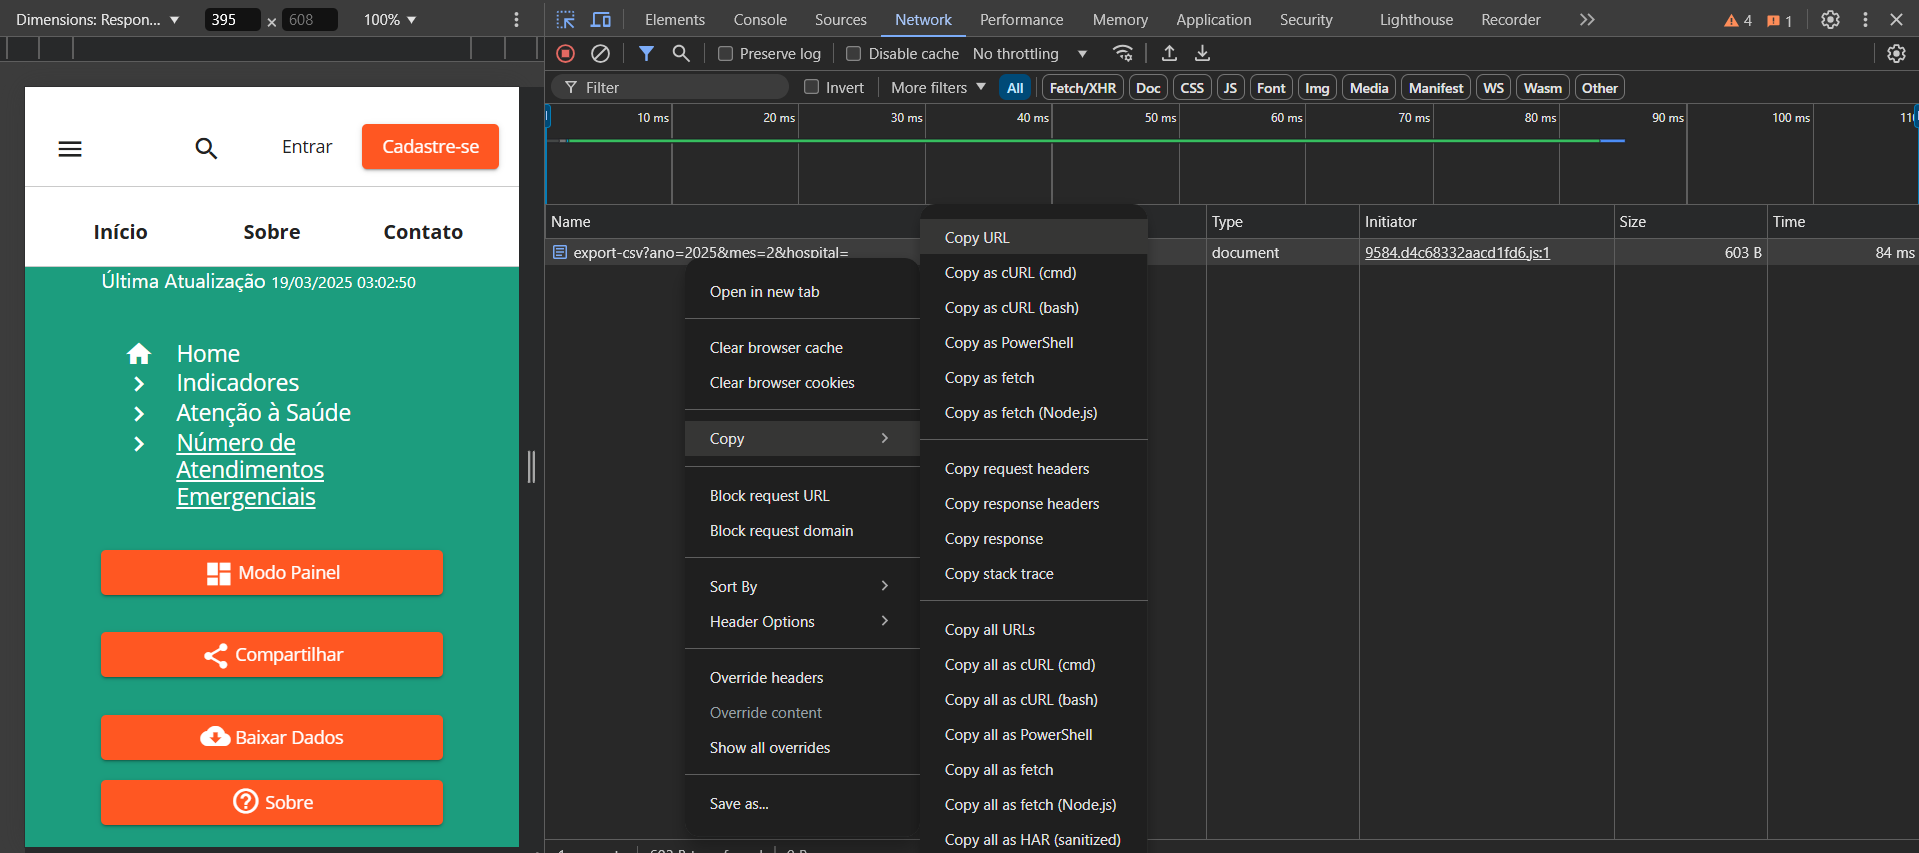 Dimensions: Respon...
395
×
608
100%
Elements
Console
Sources
Network
Performance
Memory
Application
Security
Lighthouse
Recorder
4
1
Preserve log
Disable cache
No throttling
Filter
Invert
More filters
All
Fetch/XHR
Doc
CSS
JS
Font
Img
Media
Manifest
WS
Wasm
Other
10 ms
20 ms
30 ms
40 ms
50 ms
60 ms
70 ms
80 ms
90 ms
100 ms
Entrar
Cadastre-se
Início
Sobre
Contato
Última Atualização 19/03/2025 03:02:50
Home
Indicadores
Atenção à Saúde
Número de
Atendimentos
Emergenciais
Modo Painel
Compartilhar
Baixar Dados
Sobre
Name
Type
Initiator
Size
Time
export-csv?ano=2025&mes=2&hospital=
document
9584.d4c68332aacd1fd6.js:1
603 B
84 ms
Open in new tab
Clear browser cache
Clear browser cookies
Copy
Block request URL
Block request domain
Sort By
Header Options
Override headers
Override content
Show all overrides
Save as...
Copy URL
Copy as cURL (cmd)
Copy as cURL (bash)
Copy as PowerShell
Copy as fetch
Copy as fetch (Node.js)
Copy request headers
Copy response headers
Copy response
Copy stack trace
Copy all URLs
Copy all as cURL (cmd)
Copy all as cURL (bash)
Copy all as PowerShell
Copy all as fetch
Copy all as fetch (Node.js)
Copy all as HAR (sanitized)